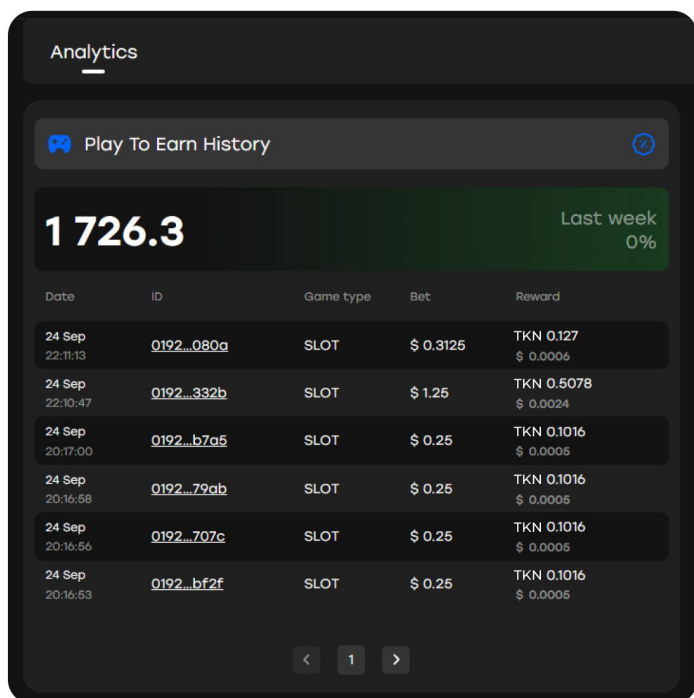 Analytics
Play To Earn History
1 726.3
Last week
0%
Date ID Game type Bet Reward
24 Sep
22:11:13
0192...080a SLOT $ 0.3125
TKN 0.127
$ 0.0006
24 Sep
22:10:47
0192...332b SLOT $ 1.25
TKN 0.5078
$ 0.0024
24 Sep
20:17:00
0192...b7a5 SLOT $ 0.25
TKN 0.1016
$ 0.0005
24 Sep
20:16:58
0192...79ab SLOT $ 0.25
TKN 0.1016
$ 0.0005
24 Sep
20:16:56
0192...707c SLOT $ 0.25
TKN 0.1016
$ 0.0005
24 Sep
20:16:53
0192...bf2f SLOT $ 0.25
TKN 0.1016
$ 0.0005
1